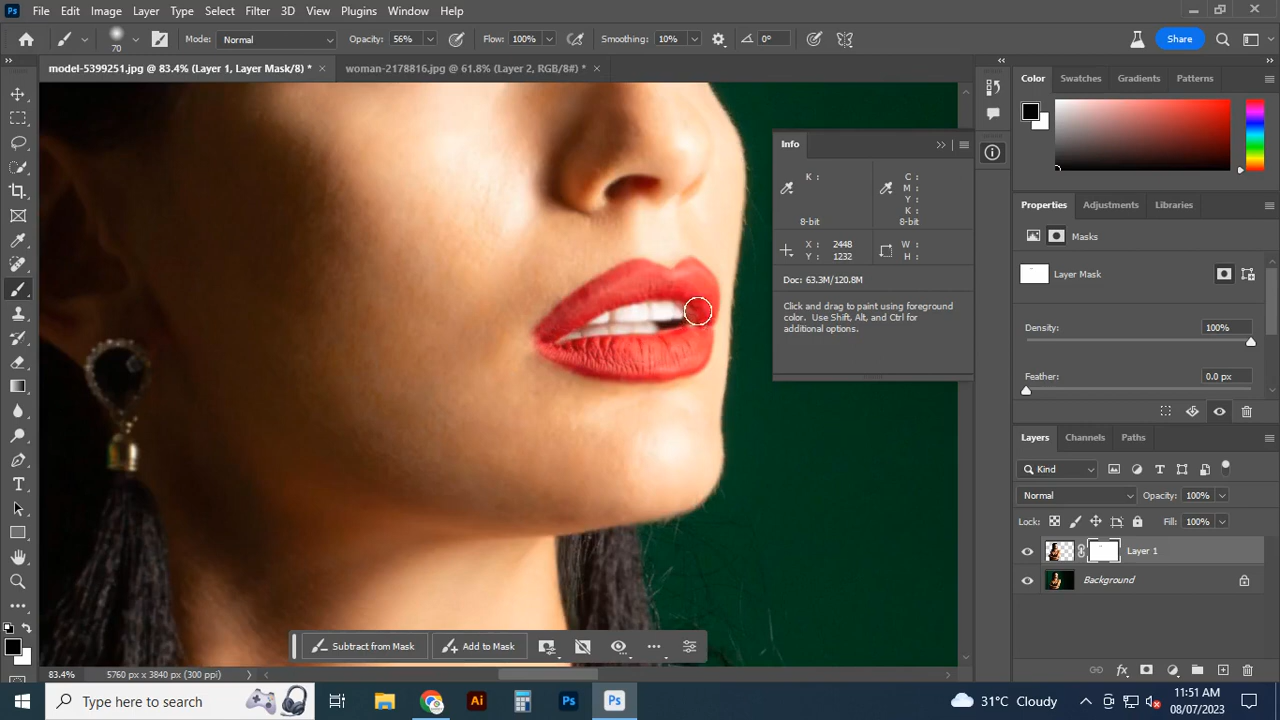 Ps File Edit Image Layer Type Select Filter 3D View Plugins Window Help
70 Mode: Normal Opacity: 56% Flow: 100% Smoothing: 10% 0° Share
model-5399251.jpg @ 83.4% (Layer 1, Layer Mask/8) * × woman-2178816.jpg @ 61.8% (Layer 2, RGB/8#) * ×
Color Swatches Gradients Patterns
Info
K :
8-bit
C :
M :
Y :
K :
8-bit
X : 2448
Y : 1232
W :
H :
Doc: 63.3M/120.8M
Click and drag to paint using foreground
color. Use Shift, Alt, and Ctrl for
additional options.
Properties Adjustments Libraries
Masks
Layer Mask
Density: 100%
Feather: 0.0 px
Layers Channels Paths
Kind
Normal Opacity: 100%
Lock: Fill: 100%
Layer 1
Background
Subtract from Mask Add to Mask
83.4% 5760 px x 3840 px (300 ppi)
Type here to search
Ai Ps Ps
31°C Cloudy
11:51 AM
08/07/2023